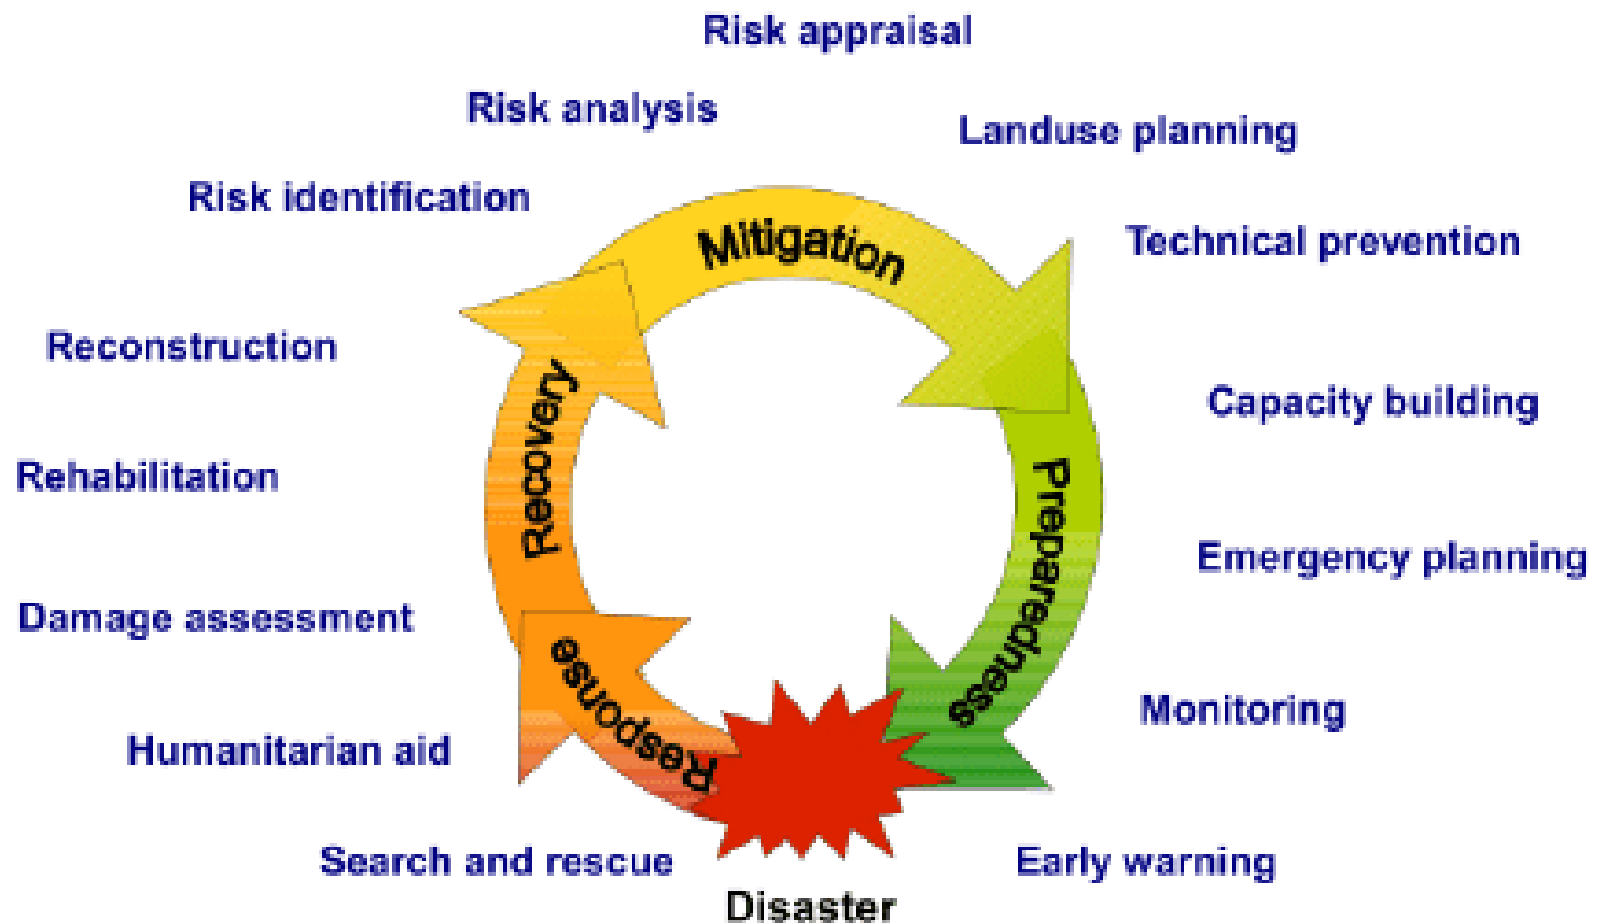 Risk appraisal
Risk analysis
Landuse planning
Risk identification
Mitigation
Technical prevention
Reconstruction
Recovery
Capacity building
Rehabilitation
Preparedness
Emergency planning
Damage assessment
Response
Monitoring
Humanitarian aid
Search and rescue
Early warning
Disaster